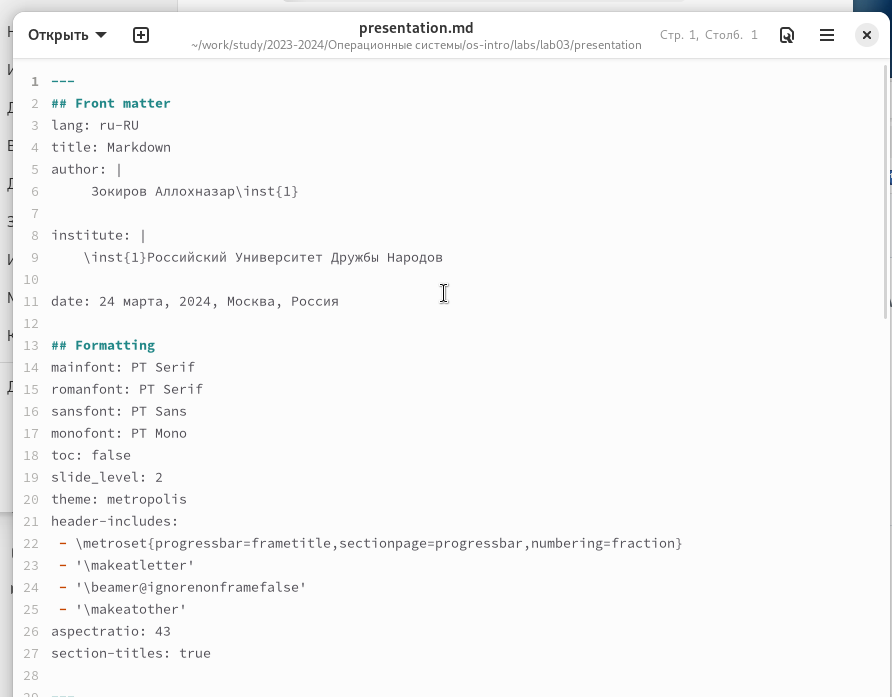 Открыть
presentation.md
~/work/study/2023-2024/Операционные системы/os-intro/labs/lab03/presentation
Стр. 1, Столб. 1
1 ---
2 ## Front matter
3 lang: ru-RU
4 title: Markdown
5 author: |
6      Зокиров Аллохназар\inst{1}
7
8 institute: |
9     \inst{1}Российский Университет Дружбы Народов
10
11 date: 24 марта, 2024, Москва, Россия
12
13 ## Formatting
14 mainfont: PT Serif
15 romanfont: PT Serif
16 sansfont: PT Sans
17 monofont: PT Mono
18 toc: false
19 slide_level: 2
20 theme: metropolis
21 header-includes:
22  - \metroset{progressbar=frametitle,sectionpage=progressbar,numbering=fraction}
23  - '\makeatletter'
24  - '\beamer@ignorenonframefalse'
25  - '\makeatother'
26 aspectratio: 43
27 section-titles: true
28
29 ---